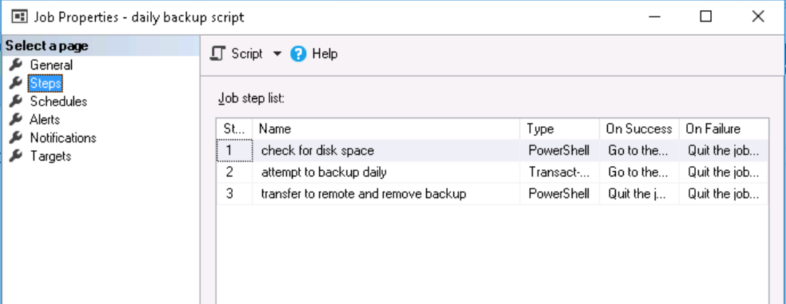 Job Properties - daily backup script
Select a page
General
Steps
Schedules
Alerts
Notifications
Targets
Script Help
Job step list:
St... Name Type On Success On Failure
1 check for disk space PowerShell Go to the... Quit the job...
2 attempt to backup daily Transact-... Go to the... Quit the job...
3 transfer to remote and remove backup PowerShell Quit the j... Quit the job...